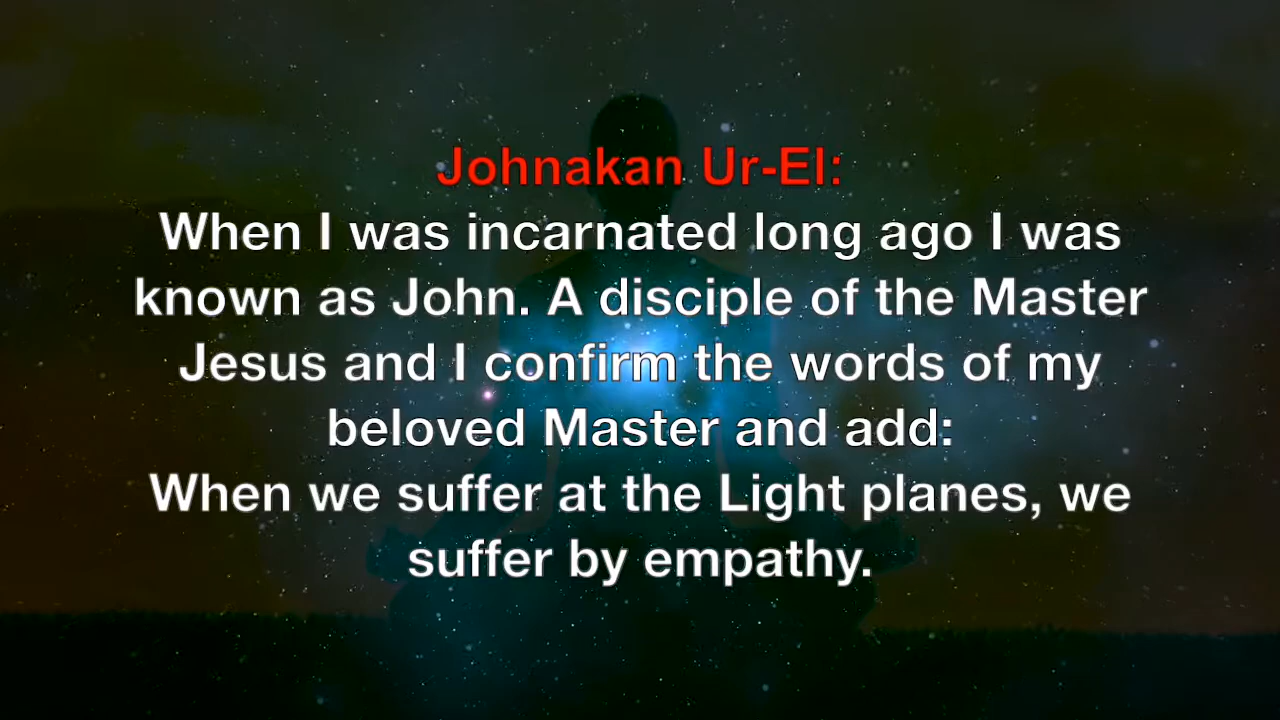 Johnakan Ur-El:
When I was incarnated long ago I was
known as John. A disciple of the Master
Jesus and I confirm the words of my
beloved Master and add:
When we suffer at the Light planes, we
suffer by empathy.